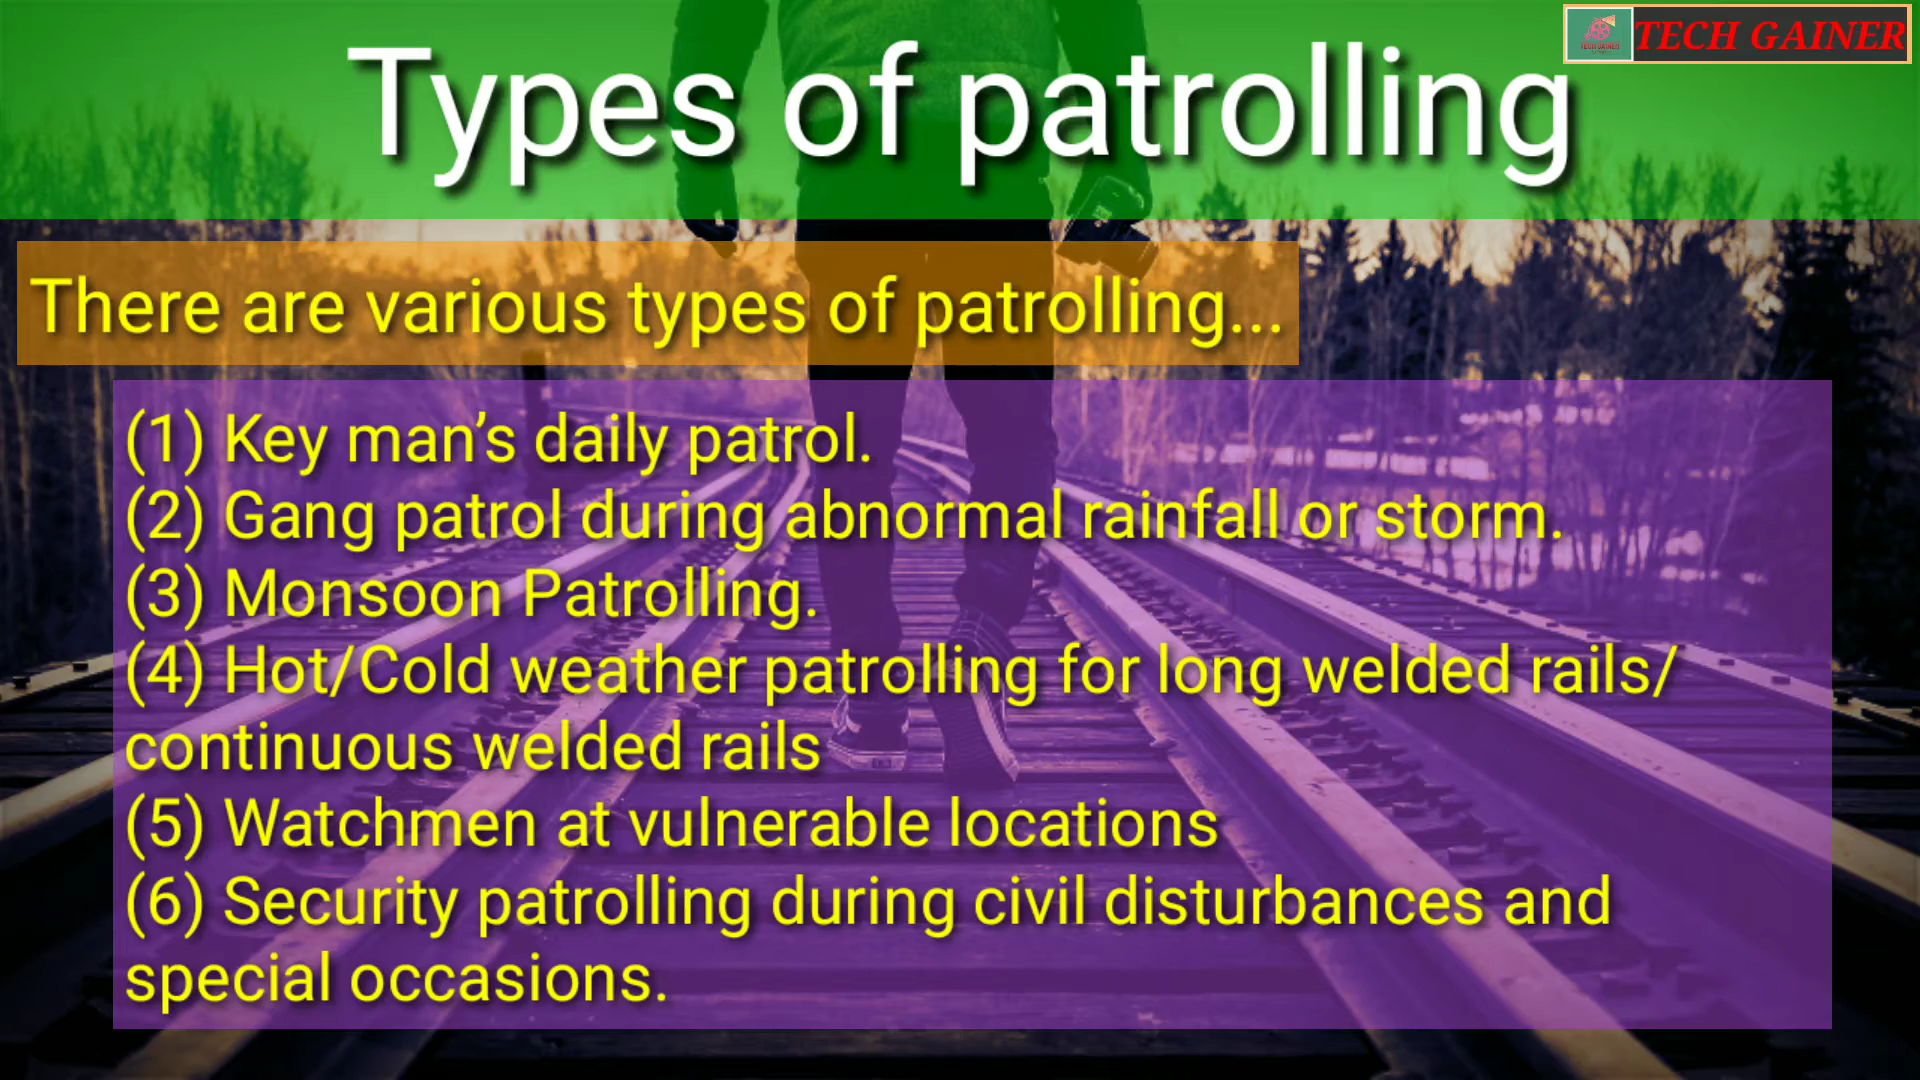 Types of patrolling
TECH GAINER
There are various types of patrolling...
(1) Key man’s daily patrol.
(2) Gang patrol during abnormal rainfall or storm.
(3) Monsoon Patrolling.
(4) Hot/Cold weather patrolling for long welded rails/
continuous welded rails
(5) Watchmen at vulnerable locations
(6) Security patrolling during civil disturbances and
special occasions.